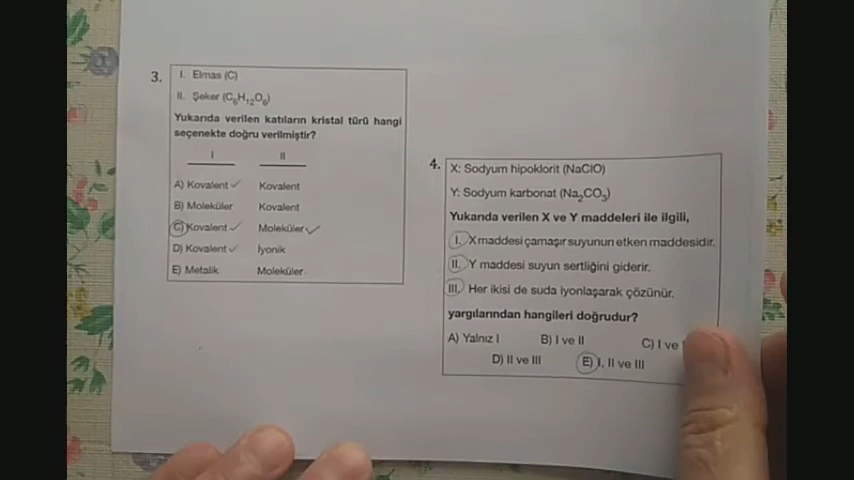 3.
I. Elmas (C)
II. Şeker (C6H12O6)
Yukarıda verilen katıların kristal türü hangi
seçenekte doğru verilmiştir?
I II
A) Kovalent ✓ Kovalent
B) Moleküler Kovalent
C) Kovalent ✓ Moleküler ✓
D) Kovalent ✓ İyonik
E) Metalik Moleküler
4.
X: Sodyum hipoklorit (NaClO)
Y: Sodyum karbonat (Na2CO3)
Yukarıda verilen X ve Y maddeleri ile ilgili,
I. X maddesi çamaşır suyunun etken maddesidir.
II. Y maddesi suyun sertliğini giderir.
III. Her ikisi de suda iyonlaşarak çözünür.
yargılarından hangileri doğrudur?
A) Yalnız I B) I ve II C) I ve
D) II ve III E) I, II ve III